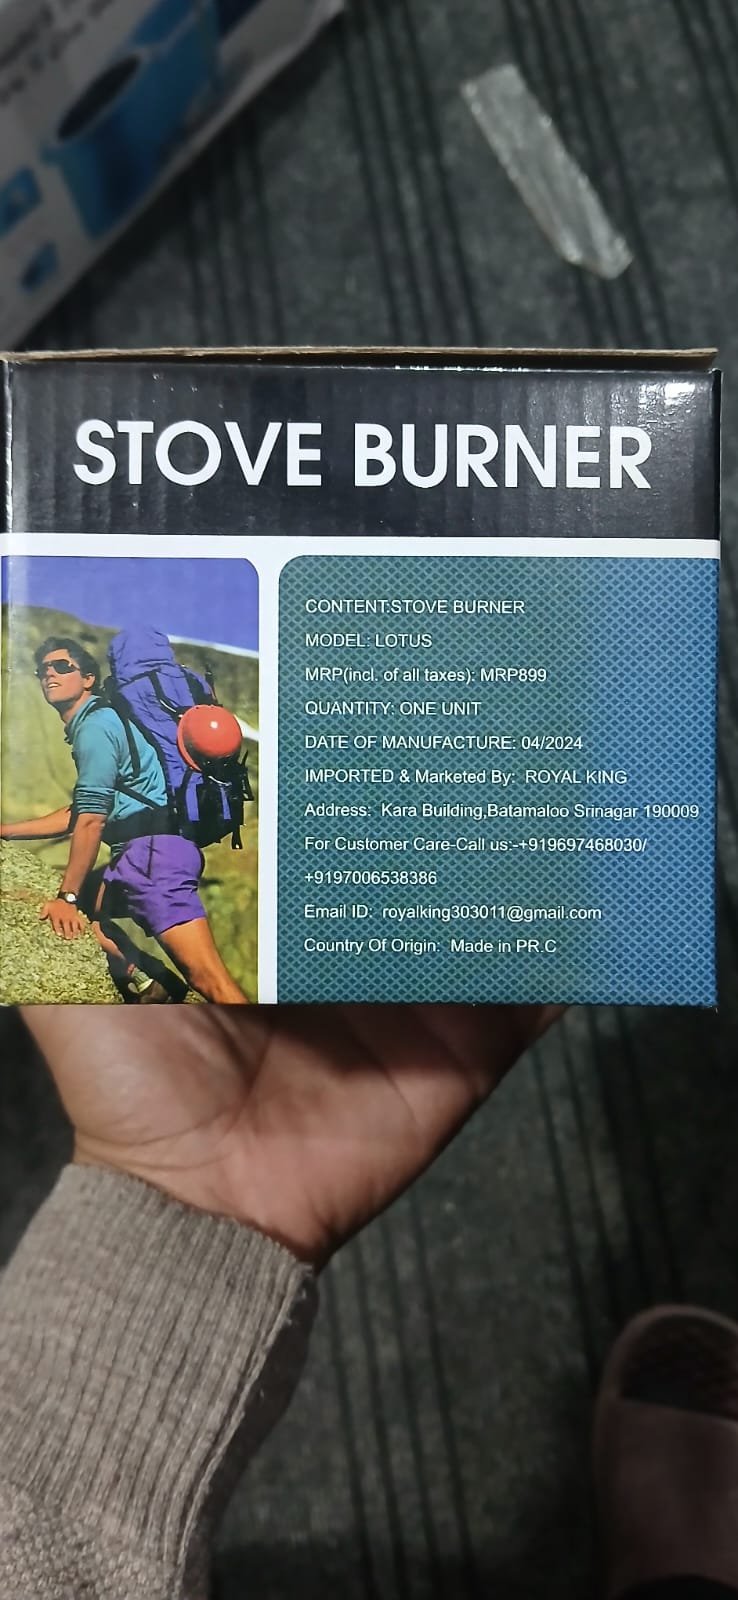 STOVE BURNER
CONTENT:STOVE BURNER
MODEL: LOTUS
MRP(incl. of all taxes): MRP899
QUANTITY: ONE UNIT
DATE OF MANUFACTURE: 04/2024
IMPORTED & Marketed By: ROYAL KING
Address: Kara Building,Batamaloo Srinagar 190009
For Customer Care-Call us:-+919697468030/
+9197006538386
Email ID: royalking303011@gmail.com
Country Of Origin: Made in PR.C